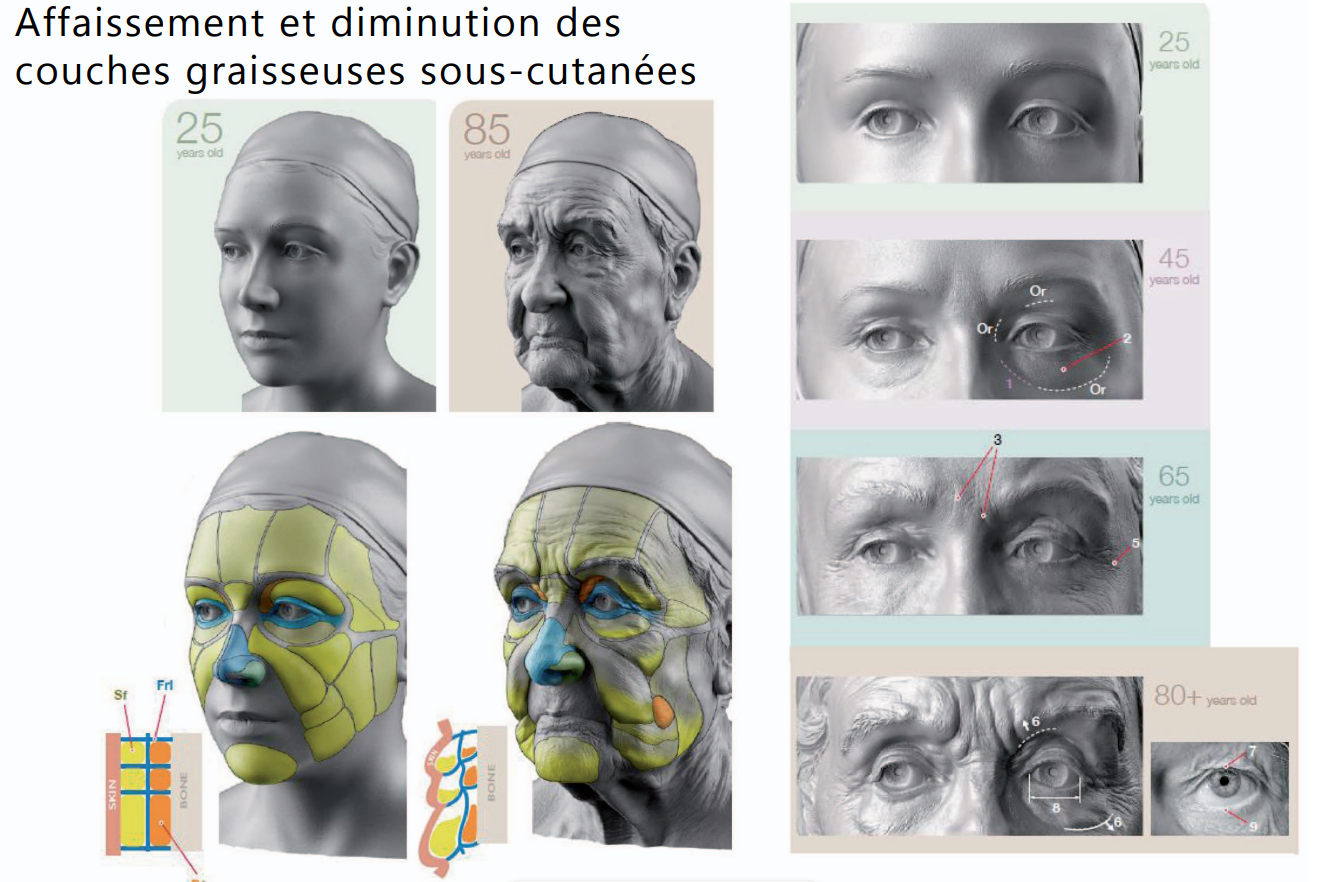 Affaissement et diminution des
couches graisseuses sous-cutanées
25
years old
85
years old
Sf
Frl
SKIN
BONE
SKIN
BONE
25
years old
45
years old
Or
Or
2
1
Or
3
65
years old
5
80+ years old
6
7
8
6
9